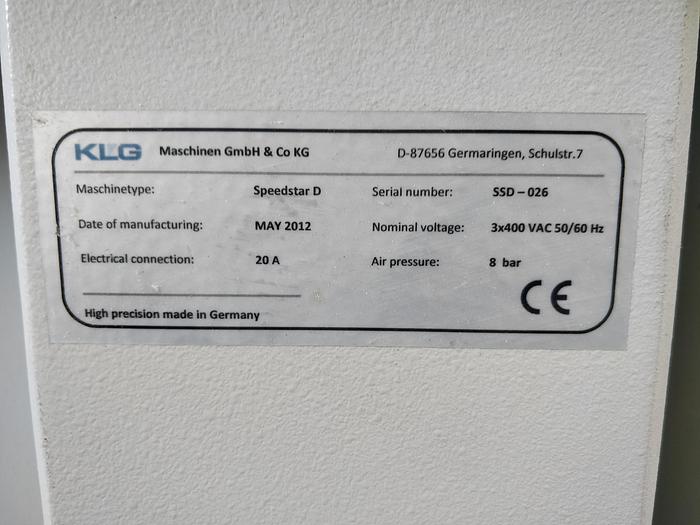 KLG Maschinen GmbH & Co KG D-87656 Germaringen, Schulstr.7
Maschinetype: Speedstar D Serial number: SSD – 026
Date of manufacturing: MAY 2012 Nominal voltage: 3x400 VAC 50/60 Hz
Electrical connection: 20 A Air pressure: 8 bar
CE
High precision made in Germany